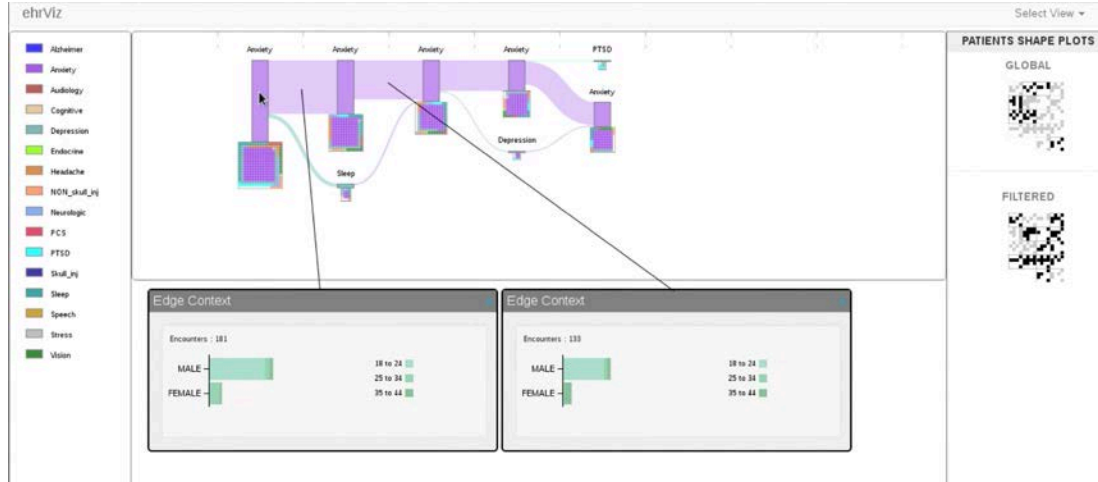 ehrViz
Select View
Alzheimer
Anxiety
Audiology
Cognitive
Depression
Endocrine
Headache
NON_skull_inj
Neurologic
PCS
PTSD
Skull_inj
Sleep
Speech
Stress
Vision
Anxiety Anxiety Anxiety Anxiety PTSD
Anxiety
Depression
Sleep
PATIENTS SHAPE PLOTS
GLOBAL
FILTERED
Edge Context
Encounters : 181
MALE
FEMALE
18 to 24
25 to 34
35 to 44
Edge Context
Encounters : 133
MALE
FEMALE
18 to 24
25 to 34
35 to 44